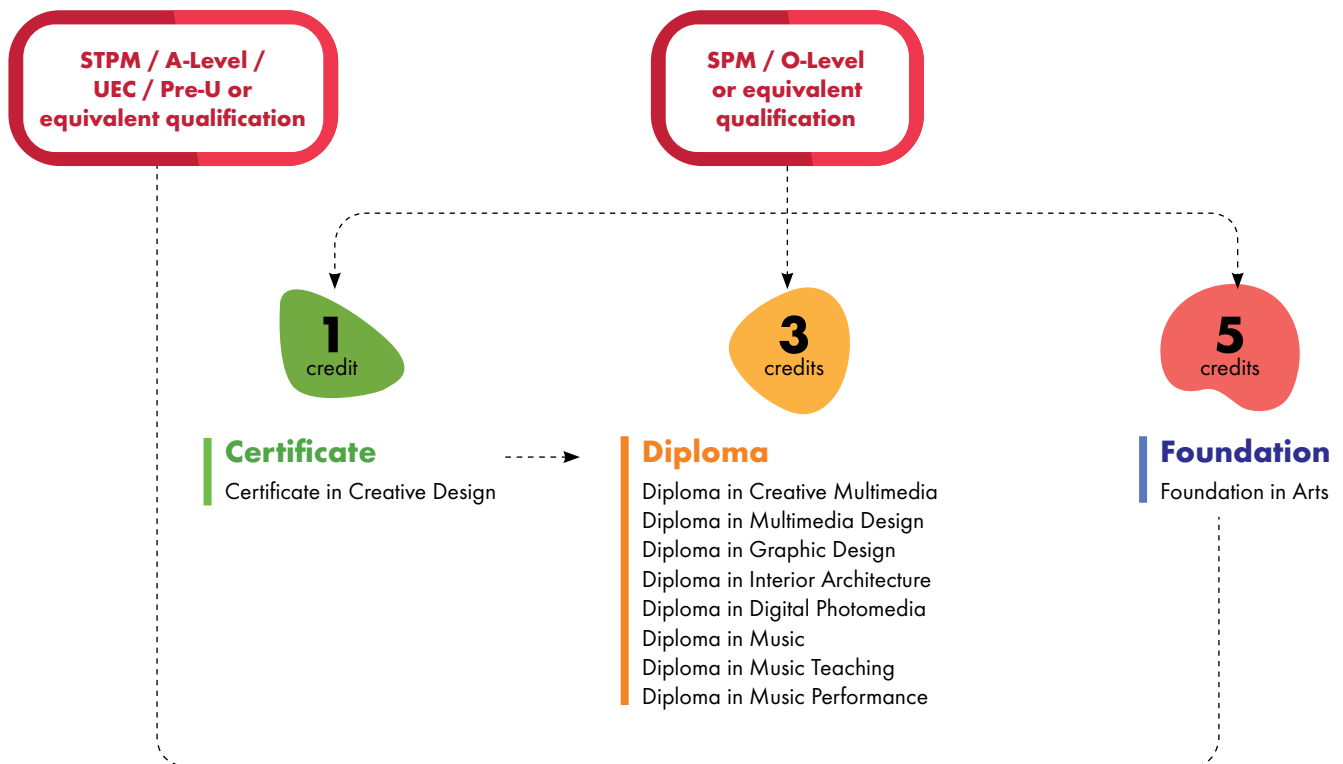 STPM / A-Level /
UEC / Pre-U or
equivalent qualification
SPM / O-Level
or equivalent
qualification
1
credit
3
credits
5
credits
Certificate
Certificate in Creative Design
Diploma
Diploma in Creative Multimedia
Diploma in Multimedia Design
Diploma in Graphic Design
Diploma in Interior Architecture
Diploma in Digital Photomedia
Diploma in Music
Diploma in Music Teaching
Diploma in Music Performance
Foundation
Foundation in Arts